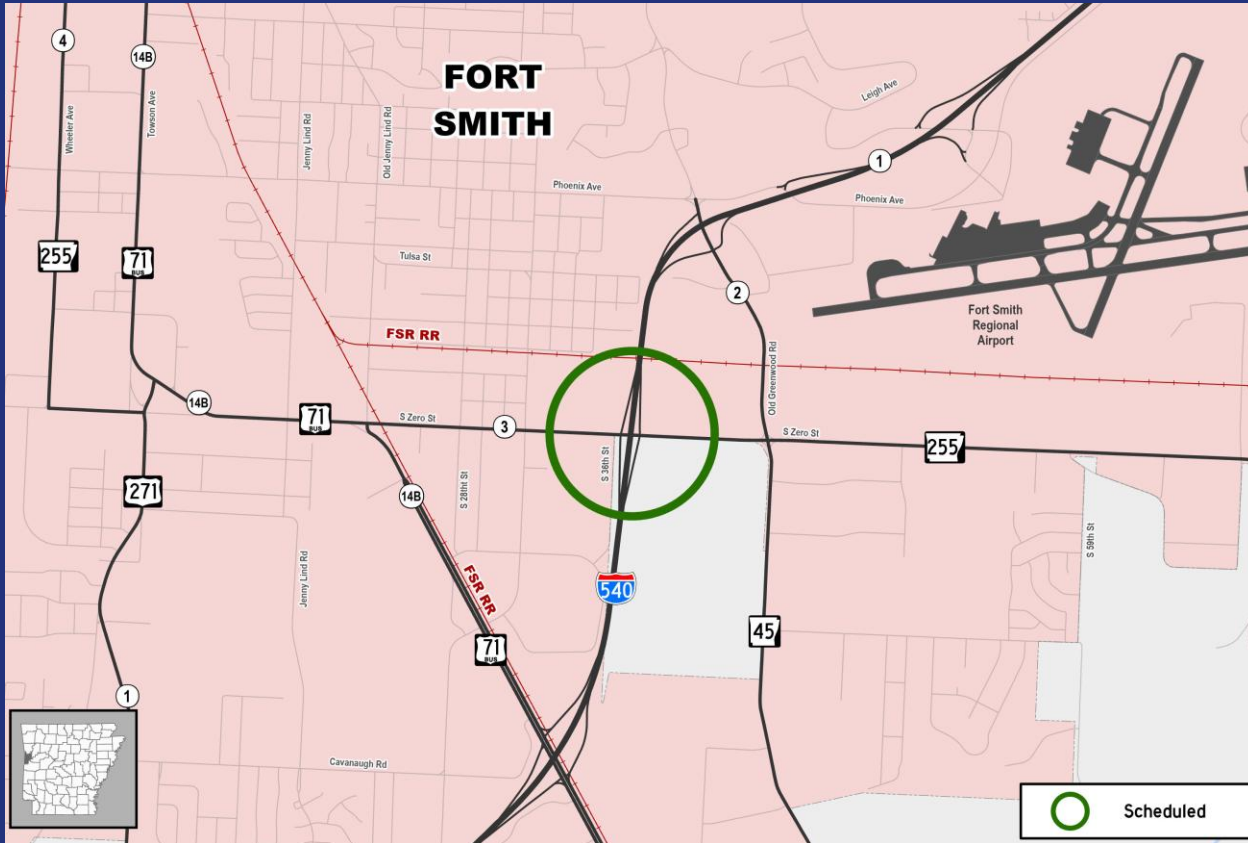 4
14B
FORT
SMITH
Leigh Ave
Wheeler Ave
Towson Ave
Jenny Lind Rd
Old Jenny Lind Rd
1
Phoenix Ave
Phoenix Ave
255
71
BUS
Tulsa St
2
Fort Smith
Regional
Airport
FSR RR
Old Greenwood Rd
14B
71
BUS
S Zero St
3
S Zero St
255
S 36th St
271
14B
S 28tht St
S 59th St
Jenny Lind Rd
FSR RR
540
71
BUS
45
1
Cavanaugh Rd
Scheduled